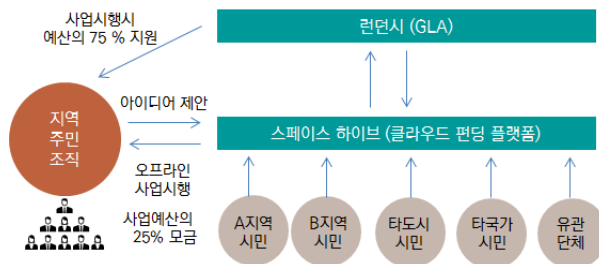 사업시행시
예산의 75 % 지원
런던시 (GLA)
지역
주민
조직
아이디어 제안
스페이스 하이브 (클라우드 펀딩 플랫폼)
오프라인
사업시행
사업예산의
25% 모금
A지역
시민
B지역
시민
타도시
시민
타국가
시민
유관
단체